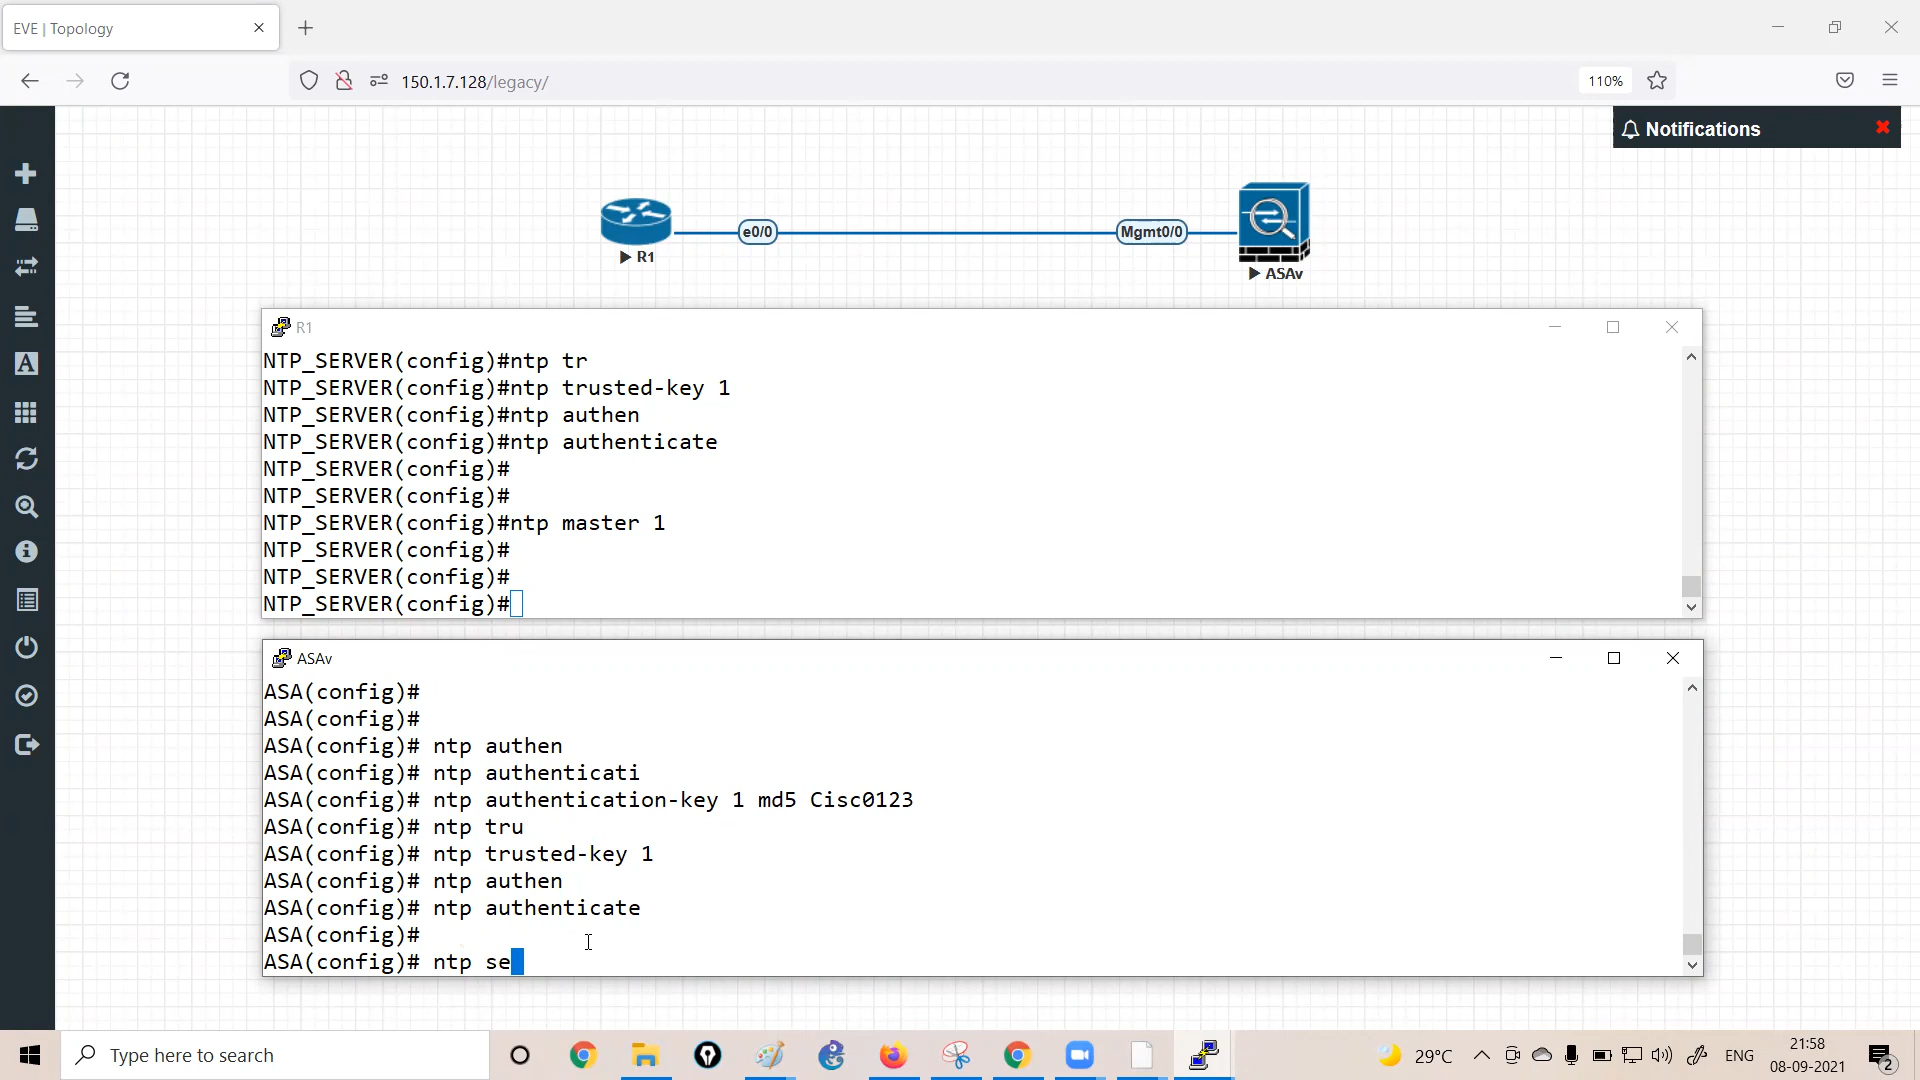 EVE | Topology
150.1.7.128/legacy/
110%
Notifications
e0/0
Mgmt0/0
R1
ASAv
R1
NTP_SERVER(config)#ntp tr
NTP_SERVER(config)#ntp trusted-key 1
NTP_SERVER(config)#ntp authen
NTP_SERVER(config)#ntp authenticate
NTP_SERVER(config)#
NTP_SERVER(config)#
NTP_SERVER(config)#ntp master 1
NTP_SERVER(config)#
NTP_SERVER(config)#
NTP_SERVER(config)#
ASAv
ASA(config)#
ASA(config)#
ASA(config)# ntp authen
ASA(config)# ntp authenticati
ASA(config)# ntp authentication-key 1 md5 Cisc0123
ASA(config)# ntp tru
ASA(config)# ntp trusted-key 1
ASA(config)# ntp authen
ASA(config)# ntp authenticate
ASA(config)#
ASA(config)# ntp se
Type here to search
29°C
ENG
21:58
08-09-2021
2